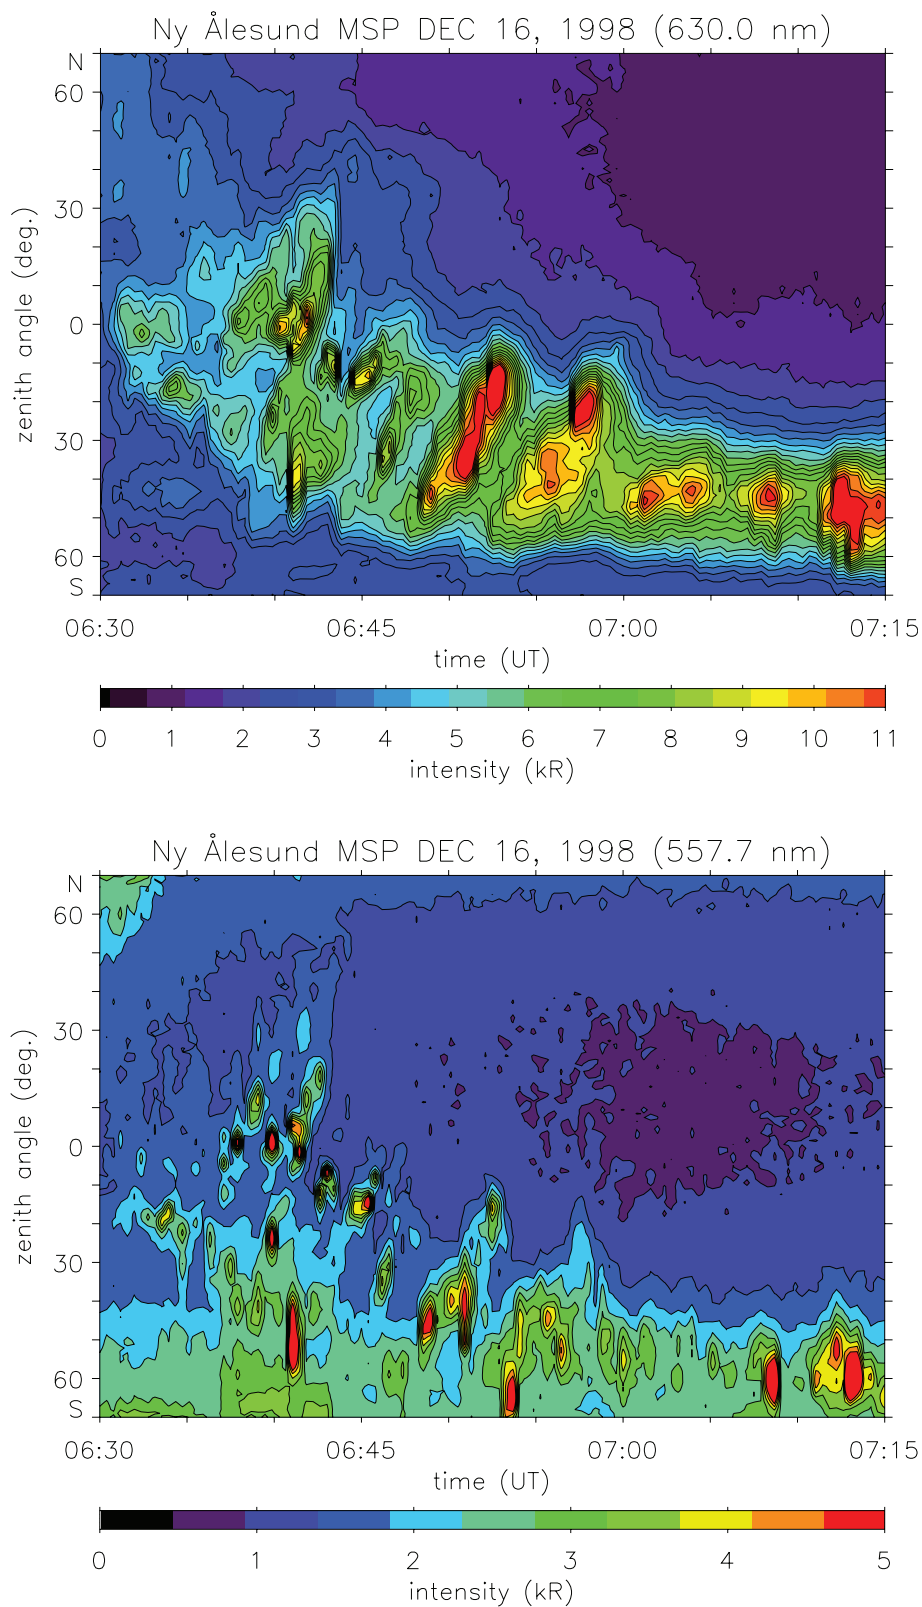 Ny Ålesund MSP DEC 16, 1998 (630.0 nm)
N
60
30
0
30
60
S
zenith angle (deg.)
06:30 06:45 07:00 07:15
time (UT)
0 1 2 3 4 5 6 7 8 9 10 11
intensity (kR)
Ny Ålesund MSP DEC 16, 1998 (557.7 nm)
N
60
30
0
30
60
S
zenith angle (deg.)
06:30 06:45 07:00 07:15
time (UT)
0 1 2 3 4 5
intensity (kR)